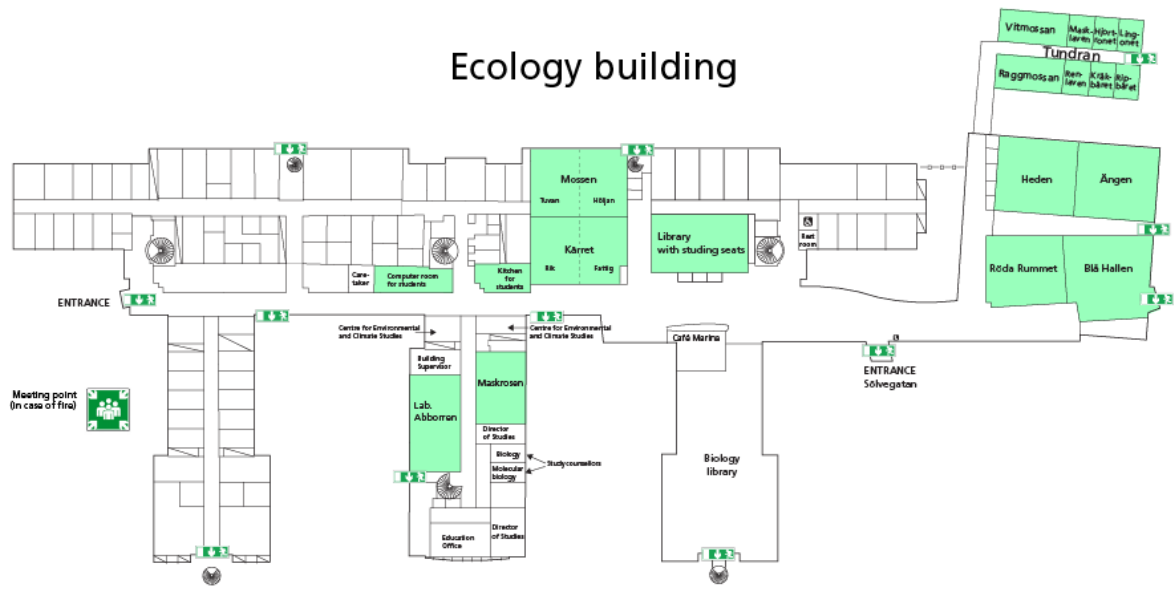 Ecology building
Vitmossan
Mask-
laven
Hjort-
ronet
Ling-
onet
Tundran
Raggmossan
Ren-
laven
Kråk-
bäret
Rip-
bäret
Mossen
Tuvan
Höljan
Heden
Ängen
Kärret
Rik
Fattig
Library
with studing seats
Rest
room
Röda Rummet
Blå Hallen
Care-
taker
Computer room
for students
Kitchen
for
students
ENTRANCE
Centre for Environmental
and Climate Studies
Centre for Environmental
and Climate Studies
Café Marina
ENTRANCE
Sölvegatan
Building
Supervisor
Maskrosen
Meeting point
(in case of fire)
Lab.
Abborren
Director
of Studies
Biology
Molecular
biology
Studycounsellors
Biology
library
Education
Office
Director
of Studies